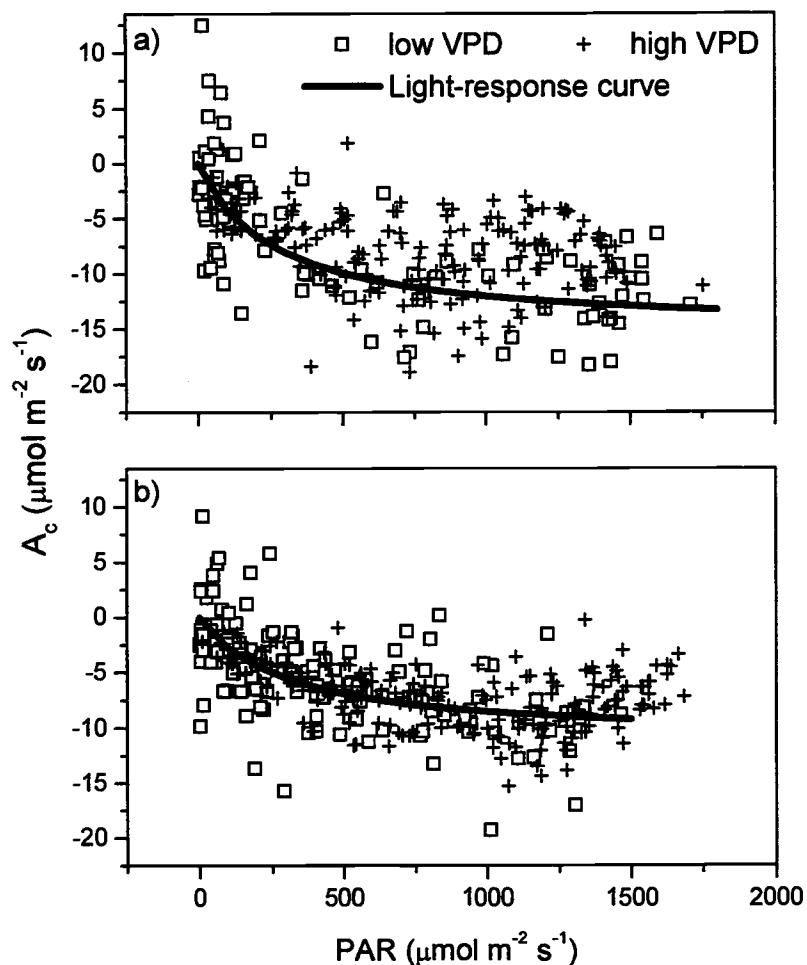 a)
low VPD
high VPD
Light-response curve
10
5
0
-5
-10
-15
-20
b)
10
5
0
-5
-10
-15
-20
0
500
1000
1500
2000
A_c (μmol m⁻² s⁻¹)
PAR (μmol m⁻² s⁻¹)